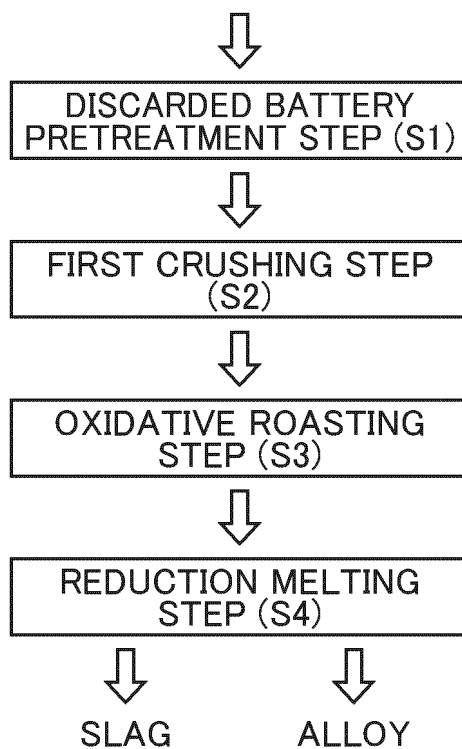 DISCARDED BATTERY
PRETREATMENT STEP (S1)
FIRST CRUSHING STEP
(S2)
OXIDATIVE ROASTING
STEP (S3)
REDUCTION MELTING
STEP (S4)
SLAG ALLOY